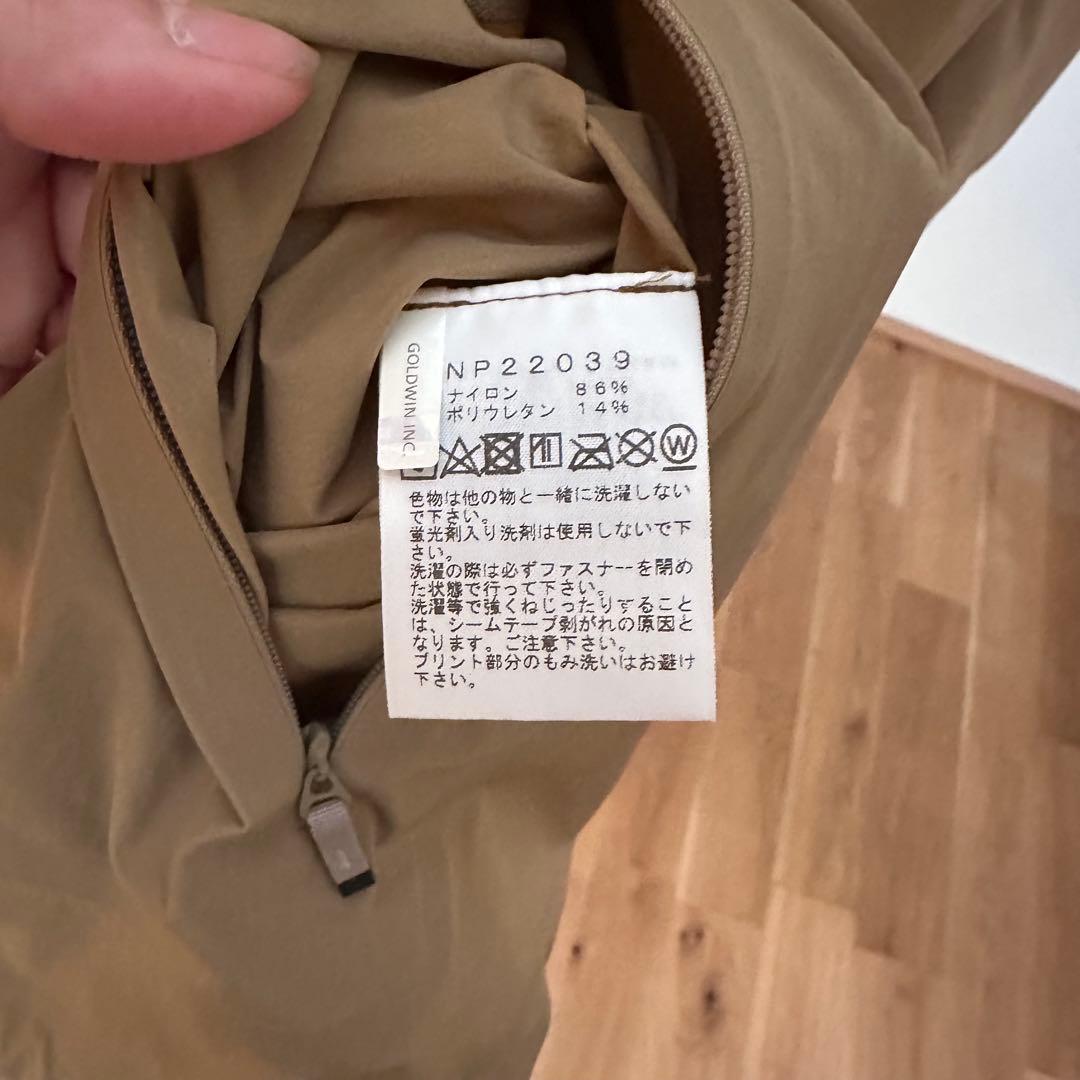 GOLDWIN INC.
NP22039
ナイロン 86%
ポリウレタン 14%
W
色物は他の物と一緒に洗濯しない
で下さい。
蛍光剤入り洗剤は使用しないで下
さい。
洗濯の際は必ずファスナーを閉め
た状態で行って下さい。
洗濯等で強くねじったりすること
は、シームテープ剥がれの原因と
なります。ご注意下さい。
プリント部分のもみ洗いはお避け
下さい。